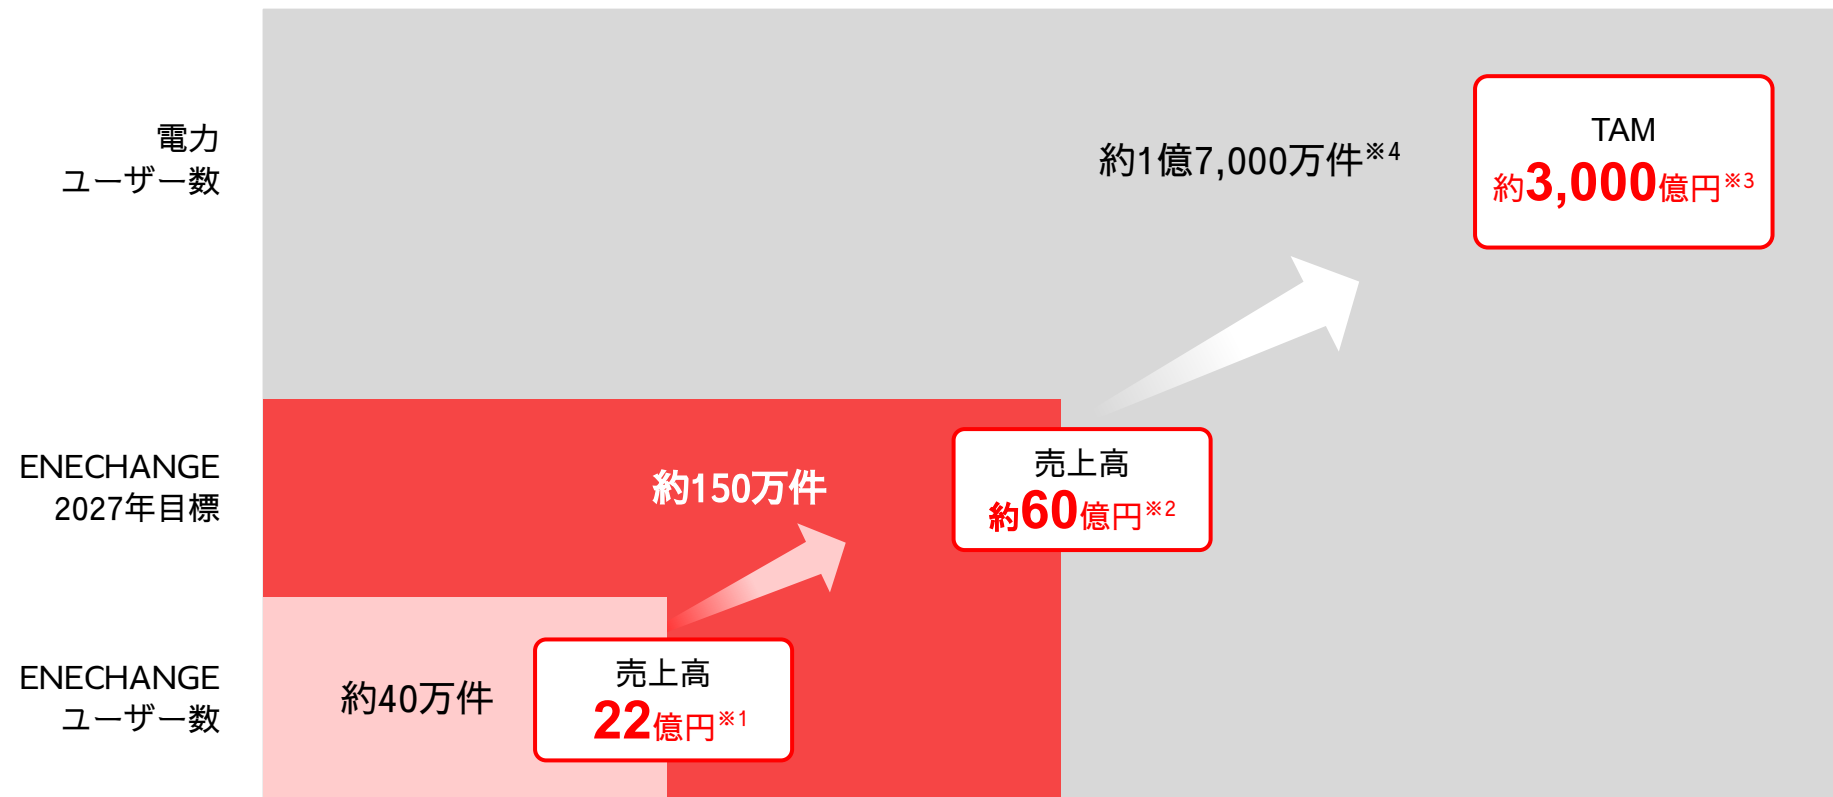 電力
ユーザー数
約1億7,000万件※4
TAM
約3,000億円※3
ENECHANGE
2027年目標
約150万件
売上高
約60億円※2
ENECHANGE
ユーザー数
約40万件
売上高
22億円※1